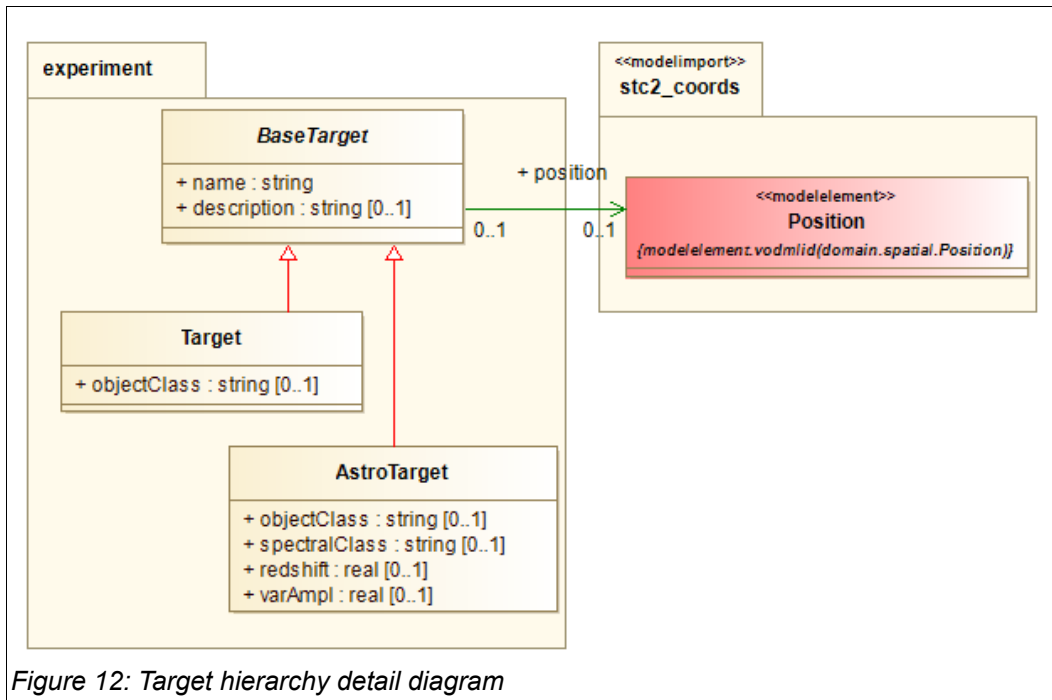 experiment
BaseTarget
+ name : string
+ description : string [0..1]
+ position
0..1
0..1
<<modelimport>>
stc2_coords
<<modelelement>>
Position
{modelelement.vodmlid(domain.spatial.Position)}
Target
+ objectClass : string [0..1]
AstroTarget
+ objectClass : string [0..1]
+ spectralClass : string [0..1]
+ redshift : real [0..1]
+ varAmpl : real [0..1]
Figure 12: Target hierarchy detail diagram